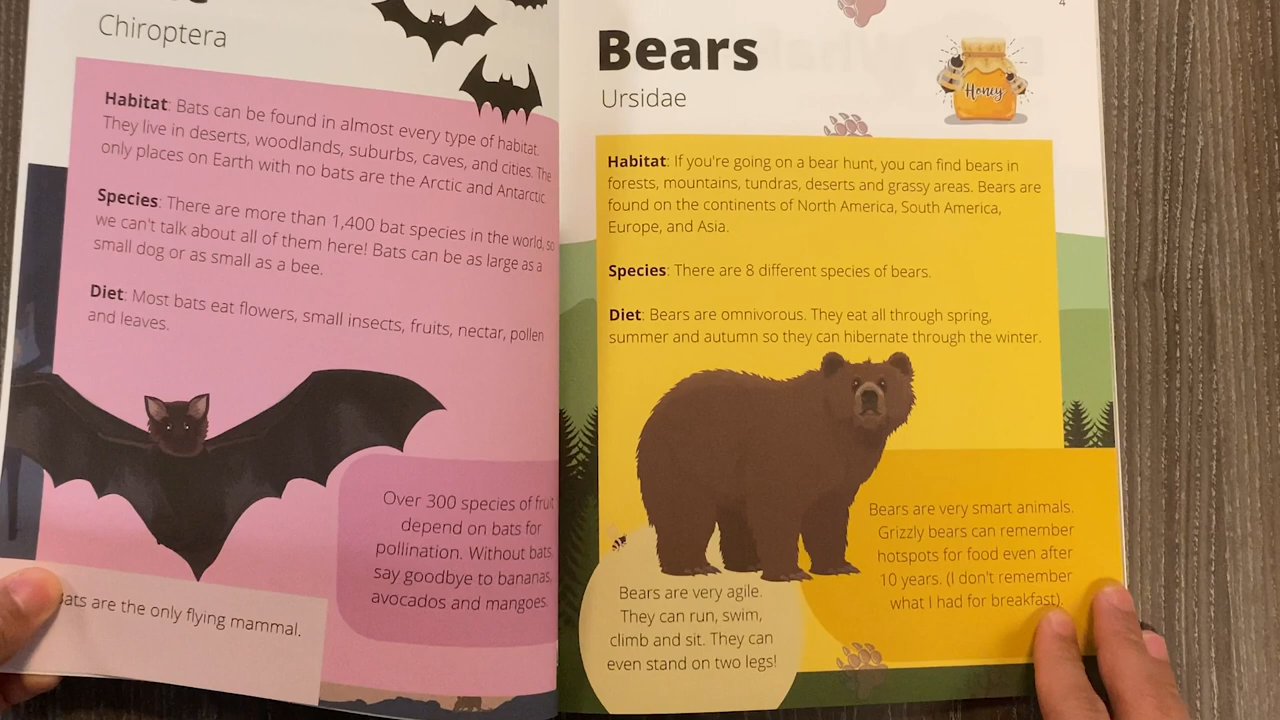 Chiroptera
Habitat: Bats can be found in almost every type of habitat.
They live in deserts, woodlands, suburbs, caves, and cities. The
only places on Earth with no bats are the Arctic and Antarctic
Species: There are more than 1,400 bat species in the world, so
we can't talk about all of them here! Bats can be as large as a
small dog or as small as a bee.
Diet: Most bats eat flowers, small insects, fruits, nectar, pollen
and leaves.
Over 300 species of fruit
depend on bats for
pollination. Without bats,
say goodbye to bananas,
avocados and mangoes.
Bats are the only flying mammal.
4
Bears
Ursidae
Honey
Habitat: If you're going on a bear hunt, you can find bears in
forests, mountains, tundras, deserts and grassy areas. Bears are
found on the continents of North America, South America,
Europe, and Asia.
Species: There are 8 different species of bears.
Diet: Bears are omnivorous. They eat all through spring,
summer and autumn so they can hibernate through the winter.
Bears are very smart animals.
Grizzly bears can remember
hotspots for food even after
10 years. (I don't remember
what I had for breakfast).
Bears are very agile.
They can run, swim,
climb and sit. They can
even stand on two legs!